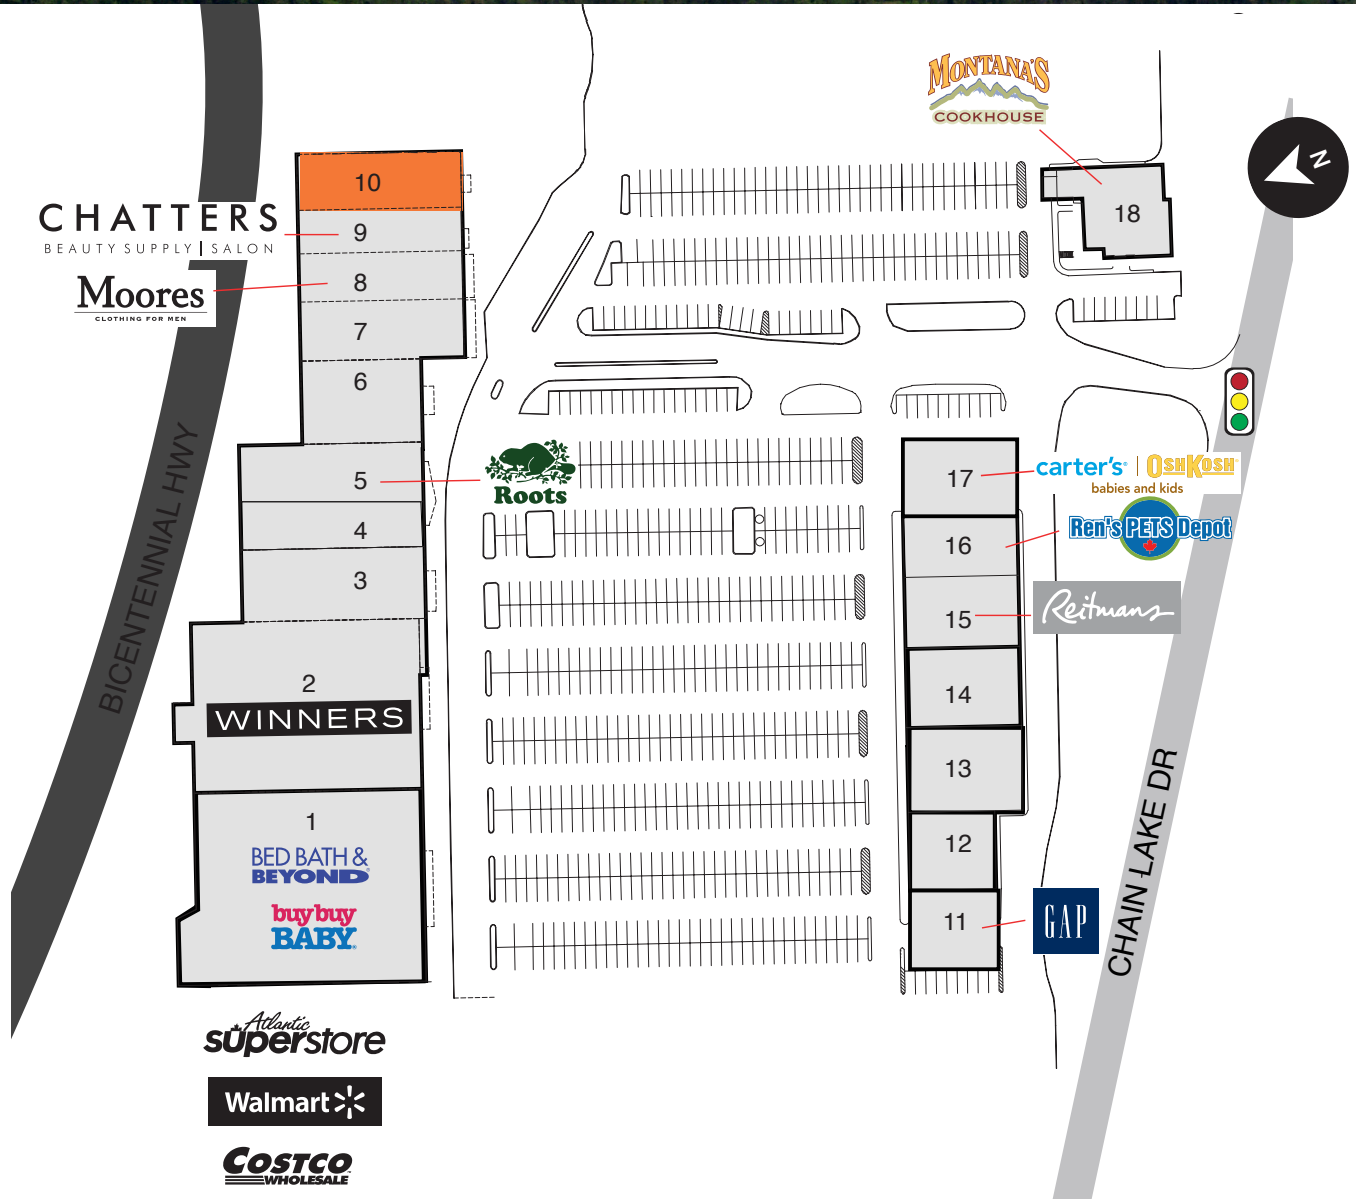 MONTANA'S
COOKHOUSE
N
10
18
CHATTERS
BEAUTY SUPPLY | SALON
9
8
Moores
CLOTHING FOR MEN
7
6
5
Roots
17
carter's® | OSHKOSH
babies and kids
4
16
Ren's PETS Depot
3
15
Reitmans
BICENTENNIAL HWY
2
WINNERS
14
13
CHAIN LAKE DR
1
BED BATH &
BEYOND®
12
buybuy
BABY®
11
GAP
Atlantic
superstore
Walmart
COSTCO
WHOLESALE